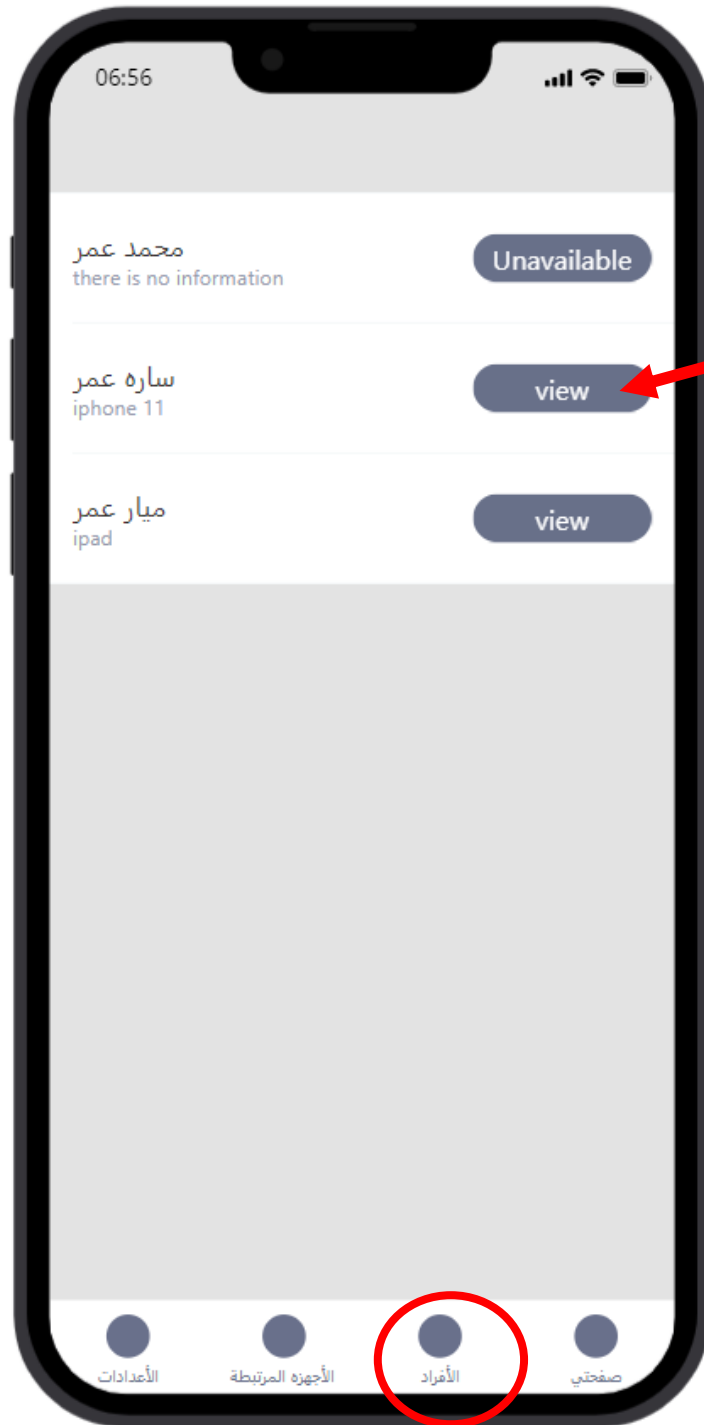 06:56
محمد عمر
there is no information
Unavailable
ساره عمر
iphone 11
view
ميار عمر
ipad
view
صفحتي
الأفراد
الأجهزه المرتبطة
الأعدادات